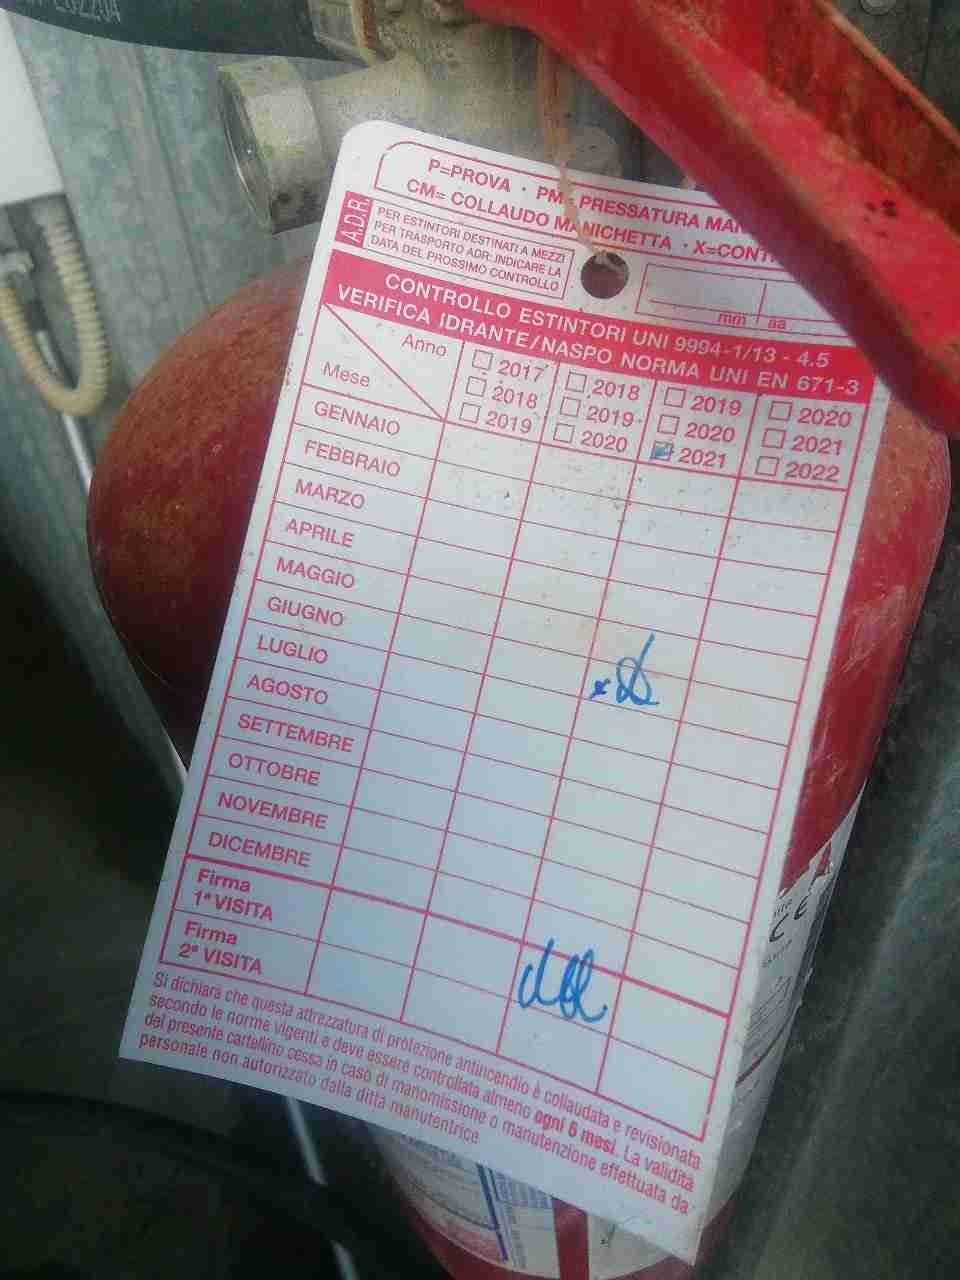 P=PROVA · PM= PRESSATURA
CM= COLLAUDO MANICHETTA · X=CONT
A.D.R.
PER ESTINTORI DESTINATI A MEZZI
PER TRASPORTO ADR: INDICARE LA
DATA DEL PROSSIMO CONTROLLO
mm aa
CONTROLLO ESTINTORI UNI 9994-1/13 - 4.5
VERIFICA IDRANTE/NASPO NORMA UNI EN 671-3
Anno
Mese
2017 2018 2019 2020
2018 2019 2020 2021
2019 2020 2021 2022
GENNAIO
FEBBRAIO
MARZO
APRILE
MAGGIO
GIUGNO
LUGLIO
AGOSTO
SETTEMBRE
OTTOBRE
NOVEMBRE
DICEMBRE
Firma
1ª VISITA
Firma
2ª VISITA
Si dichiara che questa attrezzatura di protezione antincendio è collaudata e revisionata
secondo le norme vigenti e deve essere controllata almeno ogni 6 mesi. La validità
del presente cartellino cessa in caso di manomissione o manutenzione effettuata da
personale non autorizzato dalla ditta manutentrice
CE